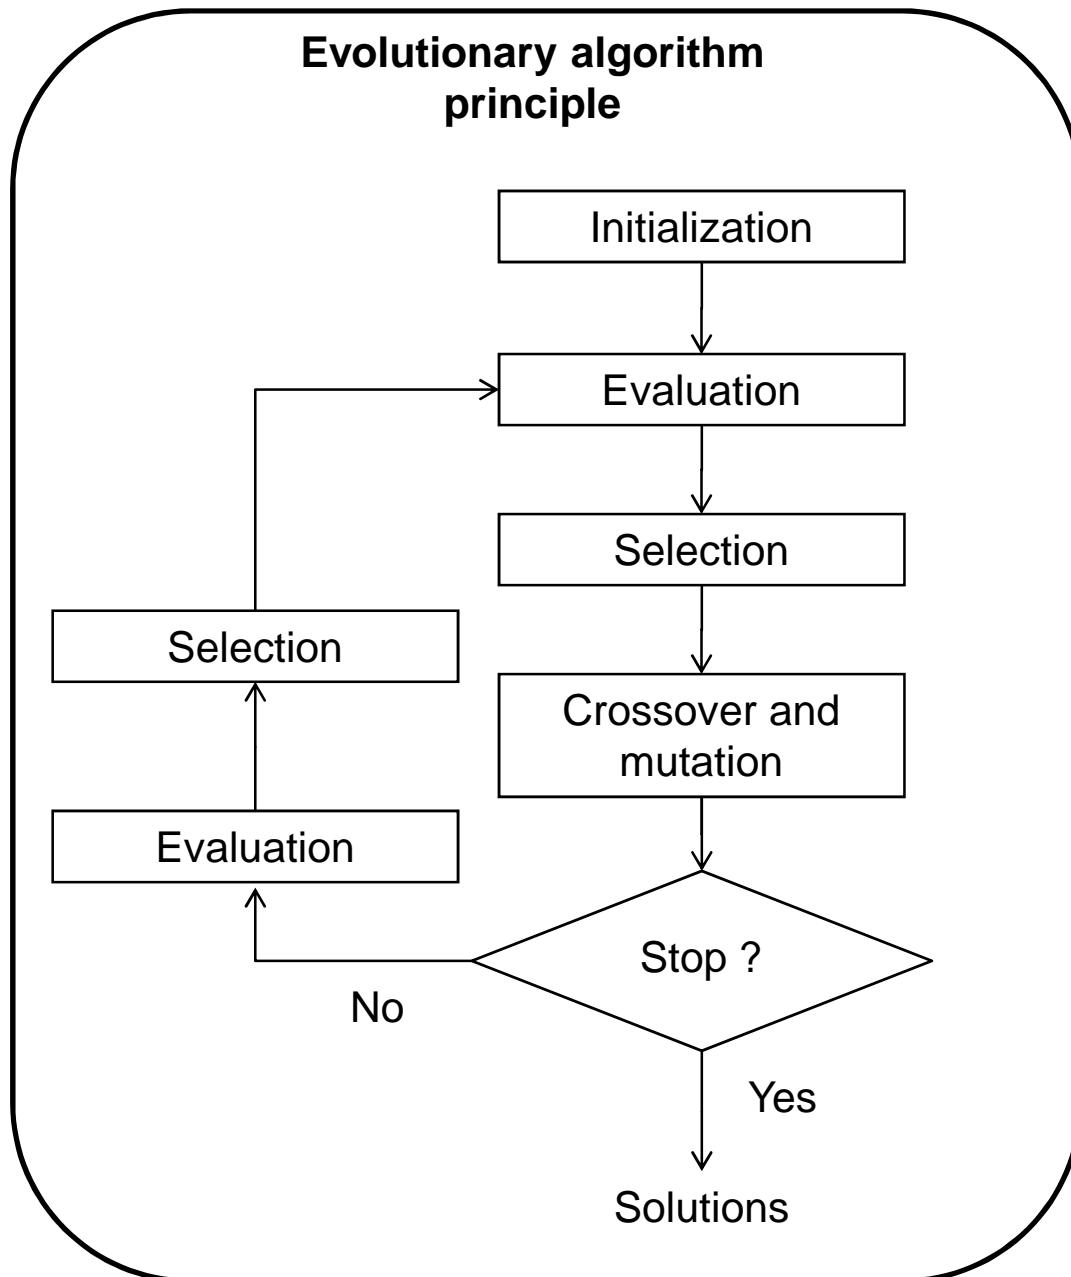 Evolutionary algorithm
principle
Initialization
Evaluation
Selection
Selection
Crossover and
mutation
Evaluation
Stop ?
No
Yes
Solutions